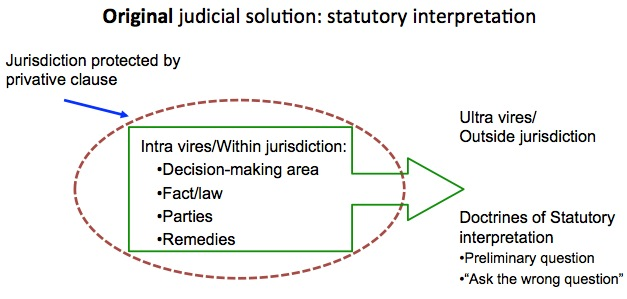 Original judicial solution: statutory interpretation
Jurisdiction protected by
privative clause
Intra vires/Within jurisdiction:
•Decision-making area
•Fact/law
•Parties
•Remedies
Ultra vires/
Outside jurisdiction
Doctrines of Statutory
interpretation
•Preliminary question
•“Ask the wrong question”